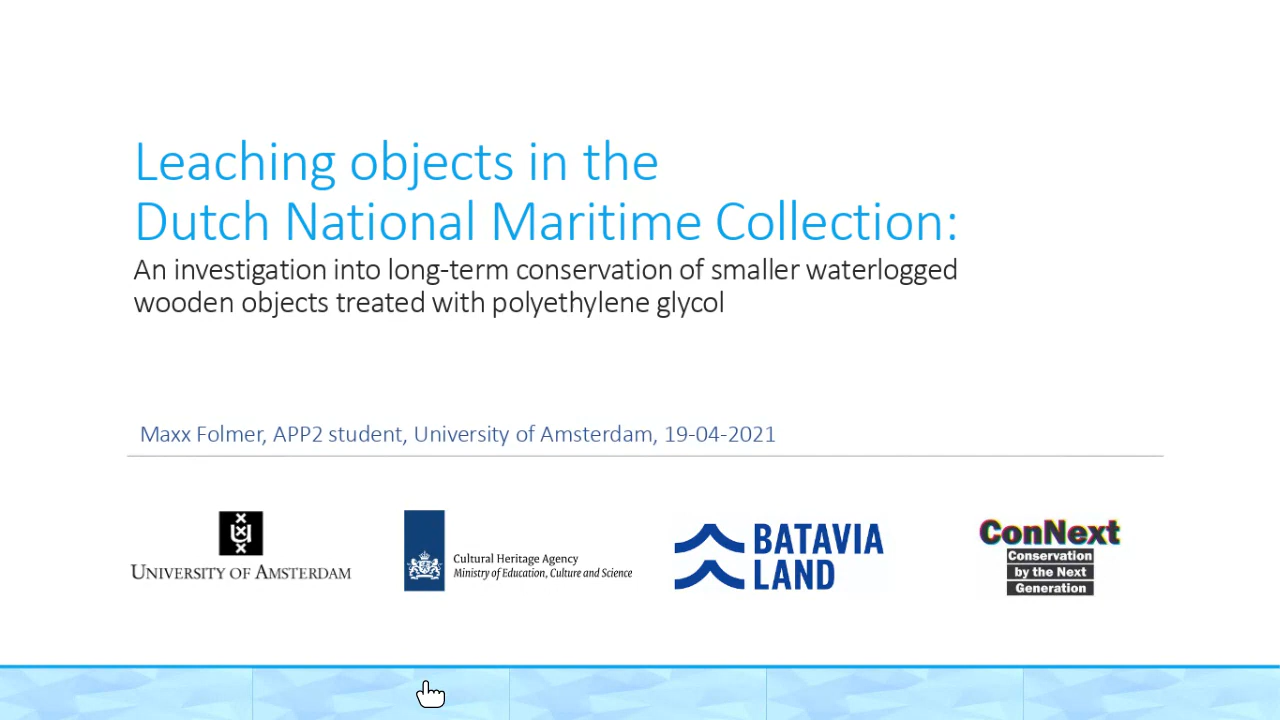 Leaching objects in the
Dutch National Maritime Collection:
An investigation into long-term conservation of smaller waterlogged
wooden objects treated with polyethylene glycol
Maxx Folmer, APP2 student, University of Amsterdam, 19-04-2021
UNIVERSITY OF AMSTERDAM
Cultural Heritage Agency
Ministry of Education, Culture and Science
BATAVIA
LAND
ConNext
Conservation
by the Next
Generation